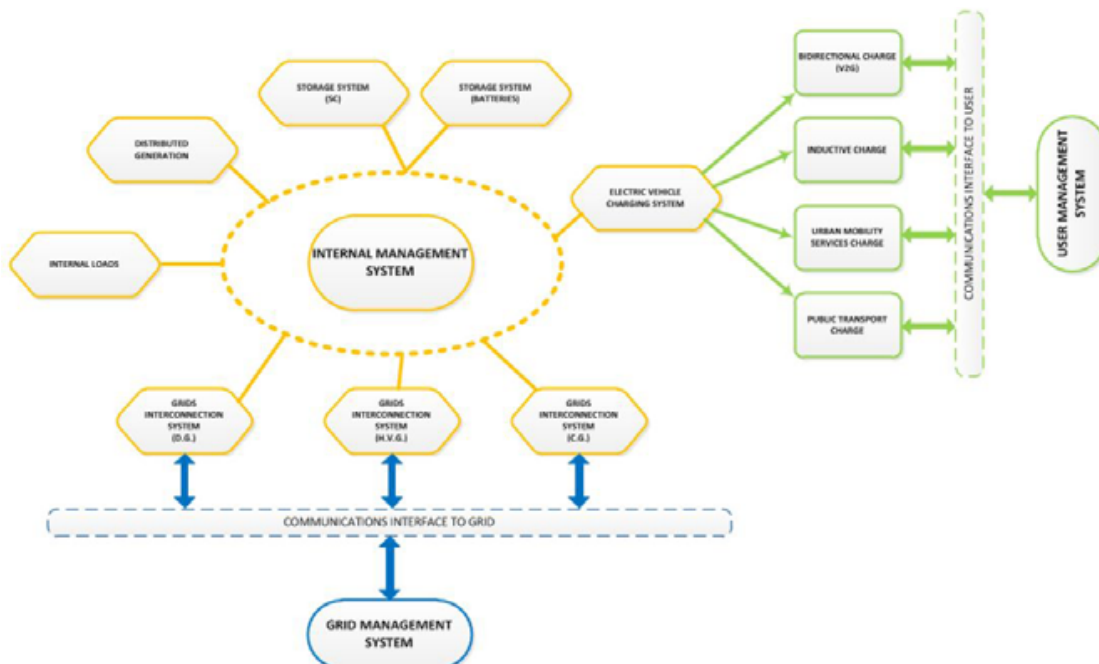 BIDIRECTIONAL CHARGE
(V2G)
STORAGE SYSTEM
(SC)
STORAGE SYSTEM
(BATTERIES)
DISTRIBUTED
GENERATION
INDUCTIVE CHARGE
ELECTRIC VEHICLE
CHARGING SYSTEM
COMMUNICATIONS INTERFACE TO USER
USER MANAGEMENT
SYSTEM
INTERNAL LOADS
INTERNAL MANAGEMENT
SYSTEM
URBAN MOBILITY
SERVICES CHARGE
PUBLIC TRANSPORT
CHARGE
GRIDS
INTERCONNECTION
SYSTEM
(D.G.)
GRIDS
INTERCONNECTION
SYSTEM
(H.V.G.)
GRIDS
INTERCONNECTION
SYSTEM
(C.G.)
COMMUNICATIONS INTERFACE TO GRID
GRID MANAGEMENT
SYSTEM